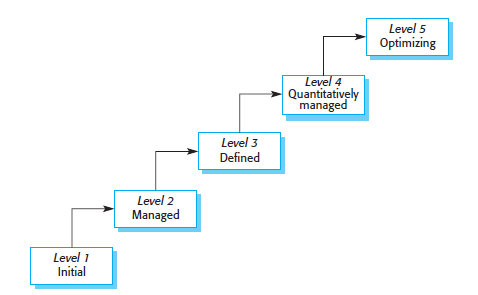 Level 5
Optimizing
Level 4
Quantitatively
managed
Level 3
Defined
Level 2
Managed
Level 1
Initial